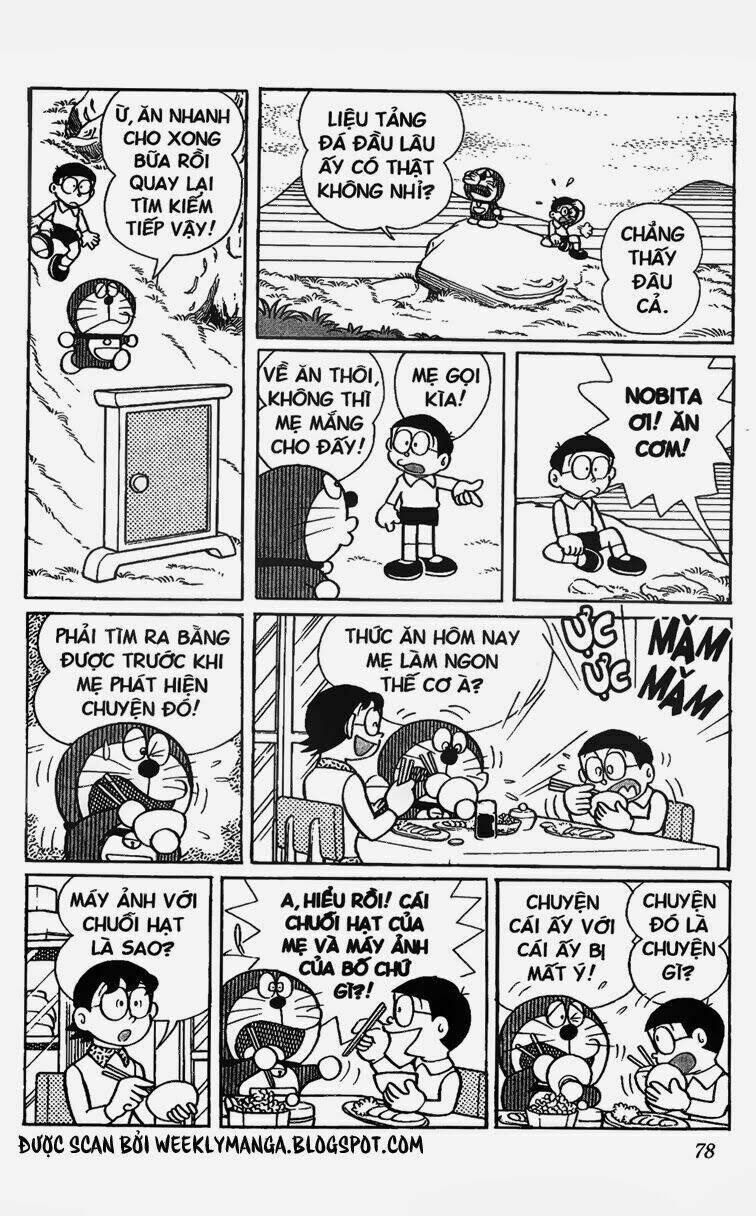 CHẲNG
THẤY
ĐÂU
CẢ.
LIỆU TẢNG
ĐÁ ĐẦU LÂU
ẤY CÓ THẬT
KHÔNG NHỈ?
NOBITA
ƠI! ĂN
CƠM!
MẸ GỌI
KÌA!
VỀ ĂN THÔI,
KHÔNG THÌ
MẸ MẮNG
CHO ĐẤY!
Ừ, ĂN NHANH
CHO XONG
BỮA RỒI
QUAY LẠI
TÌM KIẾM
TIẾP VẬY!
MẰM
MẰM
ỰC
ỰC
THỨC ĂN HÔM NAY
MẸ LÀM NGON
THẾ CƠ À?
PHẢI TÌM RA BẰNG
ĐƯỢC TRƯỚC KHI
MẸ PHÁT HIỆN
CHUYỆN ĐÓ!
CHUYỆN
ĐÓ LÀ
CHUYỆN
GÌ?
CHUYỆN
CÁI ẤY VỚI
CÁI ẤY BỊ
MẤT Ý!
A, HIỂU RỒI! CÁI
CHUỖI HẠT CỦA
MẸ VÀ MÁY ẢNH
CỦA BỐ CHỨ
GÌ?!
MÁY ẢNH VỚI
CHUỖI HẠT
LÀ SAO?
ĐƯỢC SCAN BỞI WEEKLYMANGA.BLOGSPOT.COM
78